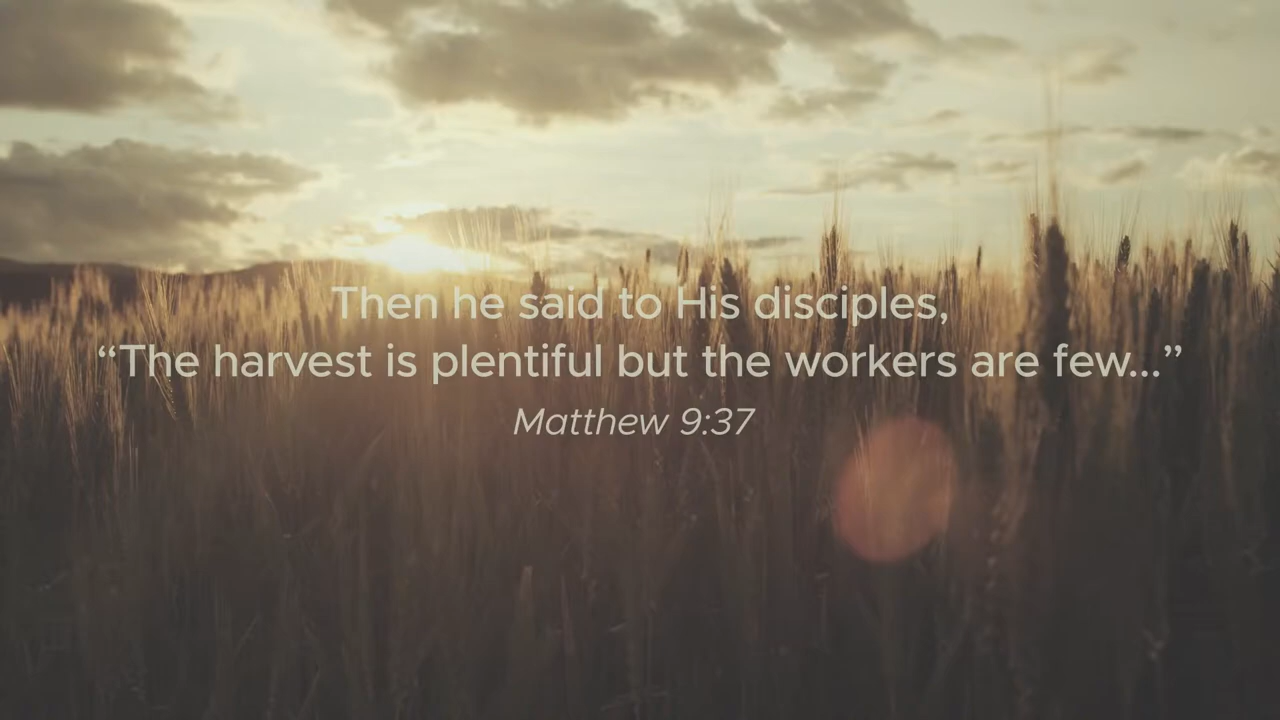 Then he said to His disciples,
“The harvest is plentiful but the workers are few...”
Matthew 9:37